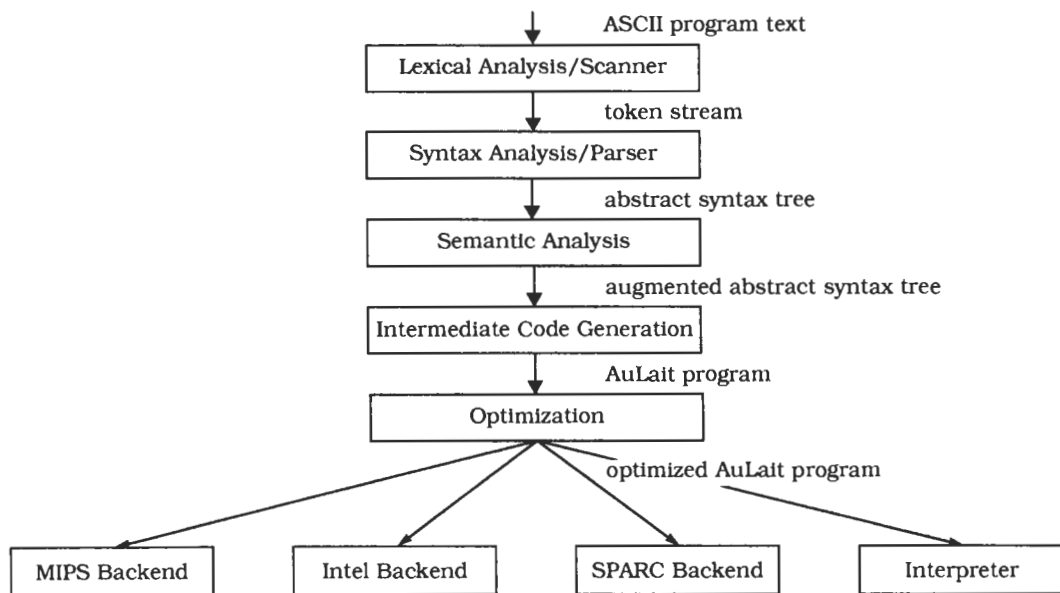 ASCII program text
Lexical Analysis/Scanner
token stream
Syntax Analysis/Parser
abstract syntax tree
Semantic Analysis
augmented abstract syntax tree
Intermediate Code Generation
AuLait program
Optimization
optimized AuLait program
MIPS Backend
Intel Backend
SPARC Backend
Interpreter